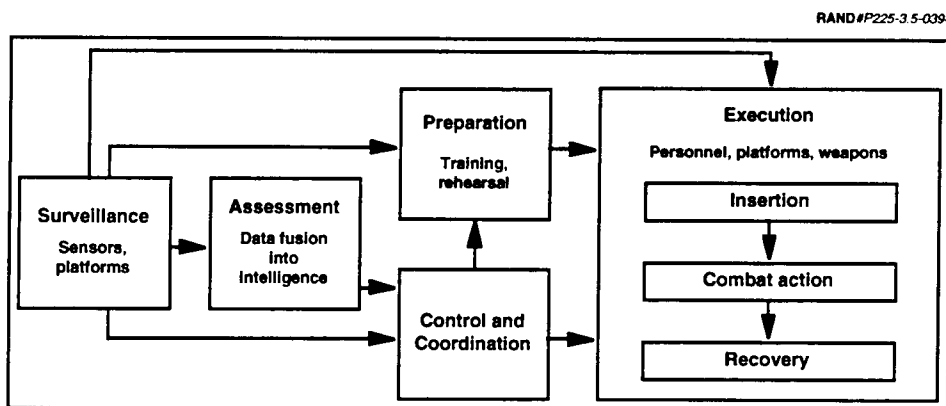 RAND#P225-3.5-039
Preparation
Training,
rehearsal
Execution
Personnel, platforms, weapons
Insertion
Combat action
Recovery
Surveillance
Sensors,
platforms
Assessment
Data fusion
into
intelligence
Control and
Coordination